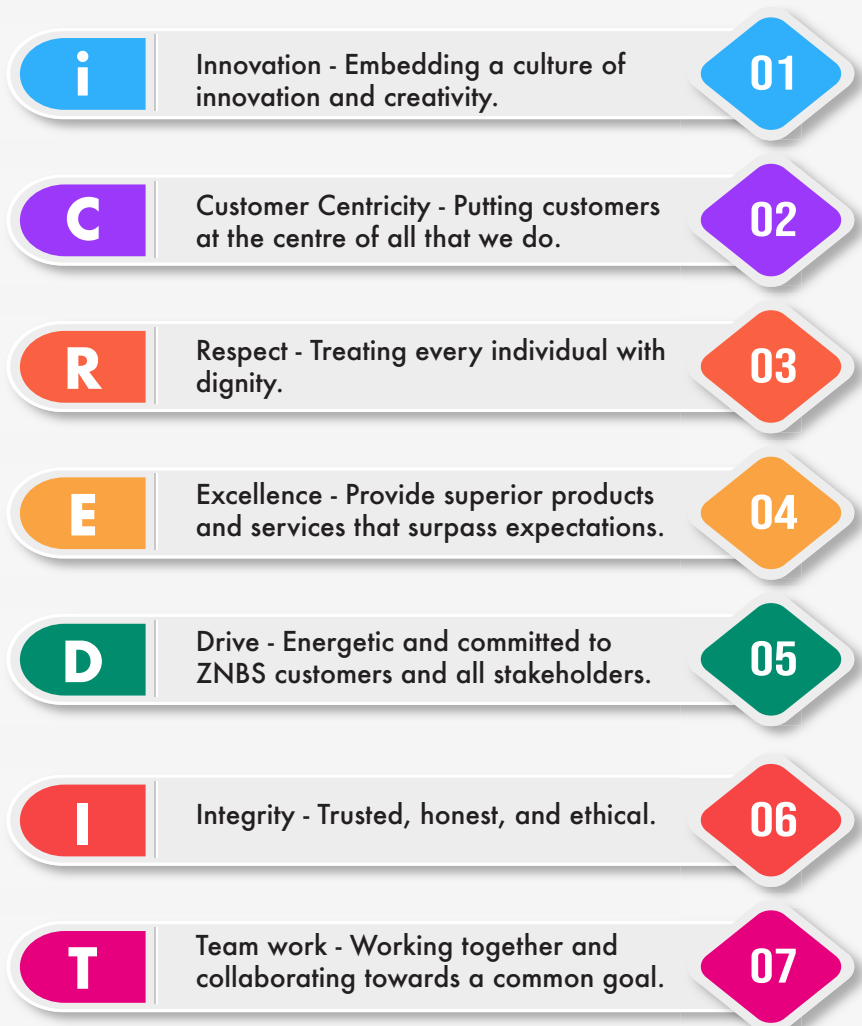 i
Innovation - Embedding a culture of
innovation and creativity.
01
C
Customer Centricity - Putting customers
at the centre of all that we do.
02
R
Respect - Treating every individual with
dignity.
03
E
Excellence - Provide superior products
and services that surpass expectations.
04
D
Drive - Energetic and committed to
ZNBS customers and all stakeholders.
05
I
Integrity - Trusted, honest, and ethical.
06
T
Team work - Working together and
collaborating towards a common goal.
07